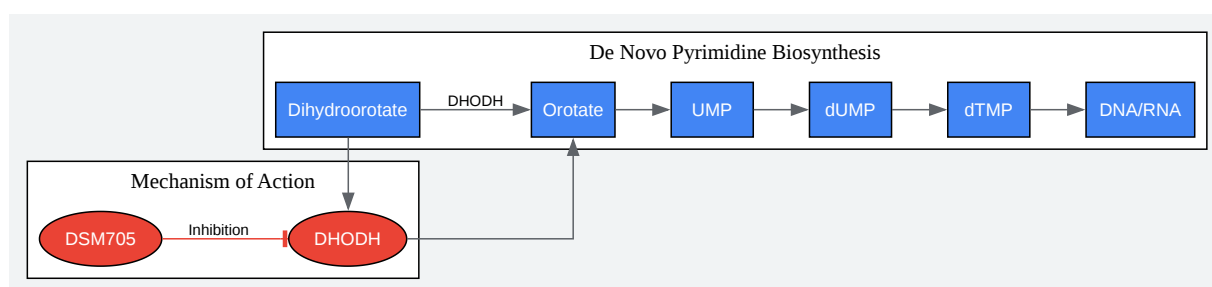 De Novo Pyrimidine Biosynthesis
Dihydroorotate
DHODH
Orotate
UMP
dUMP
dTMP
DNA/RNA
Mechanism of Action
DSM705
Inhibition
DHODH